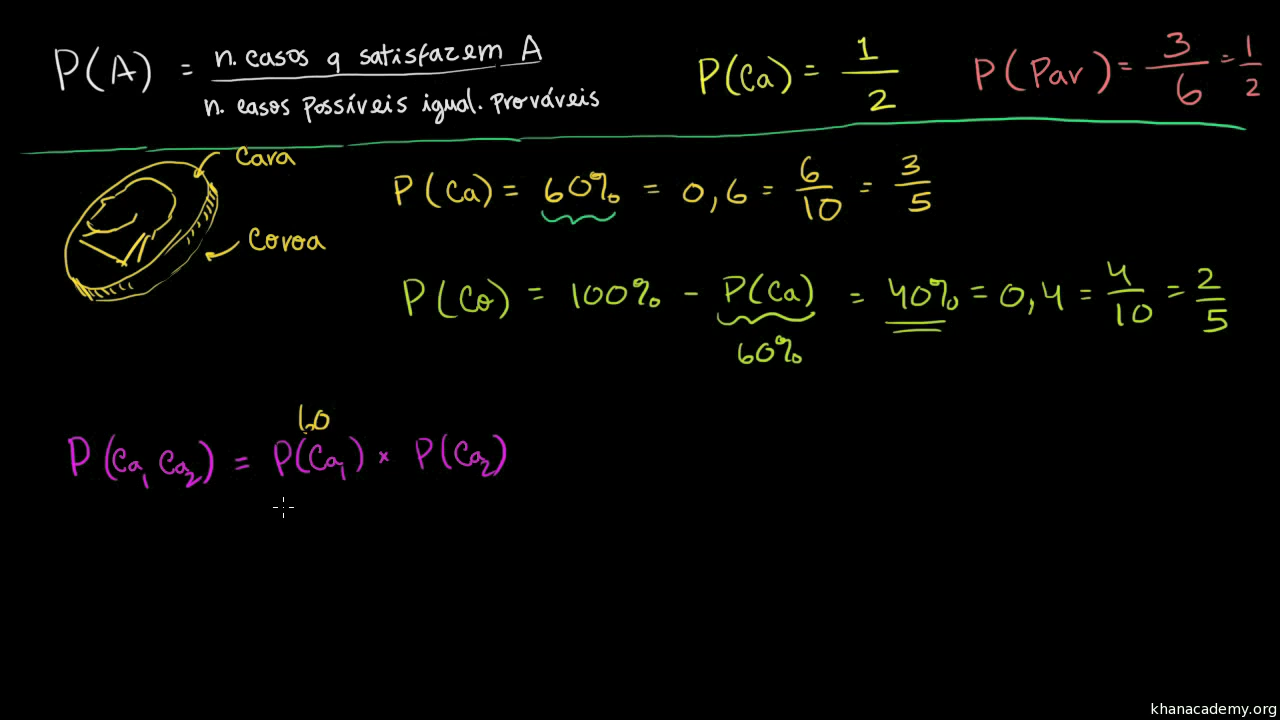 P(A) = n. casos q satisfazem A / n. casos possíveis igual. prováveis
P(Ca) = 1/2
P(Par) = 3/6 = 1/2
Cara
Coroa
P(Ca) = 60% = 0,6 = 6/10 = 3/5
P(Co) = 100% - P(Ca) = 40% = 0,4 = 4/10 = 2/5
60%
60
P(Ca₁ Ca₂) = P(Ca₁) × P(Ca₂)
khanacademy.org